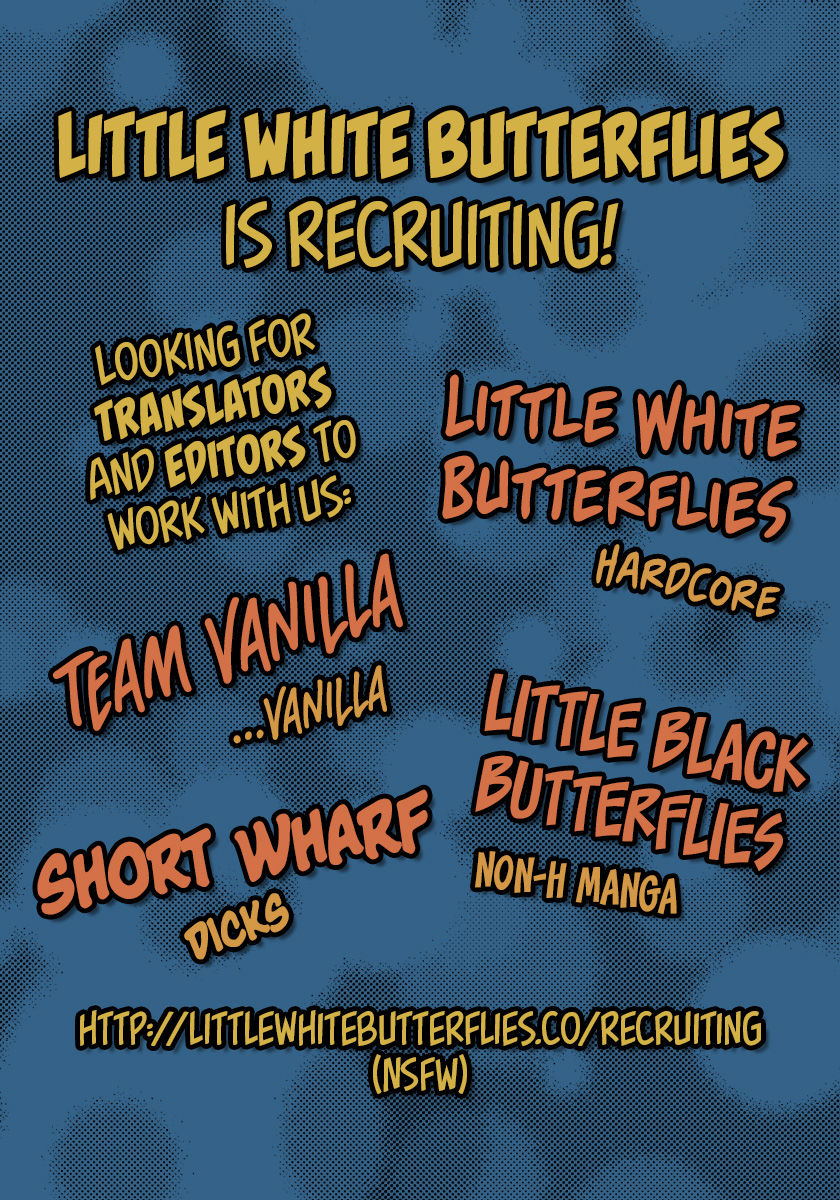 LITTLE WHITE BUTTERFLIES
IS RECRUITING!
LOOKING FOR
TRANSLATORS
AND EDITORS TO
WORK WITH US:
LITTLE WHITE
BUTTERFLIES
HARDCORE
TEAM VANILLA
...VANILLA
LITTLE BLACK
BUTTERFLIES
NON-H MANGA
SHORT WHARF
DICKS
HTTP://LITTLEWHITEBUTTERFLIES.CO/RECRUITING
(NSFW)